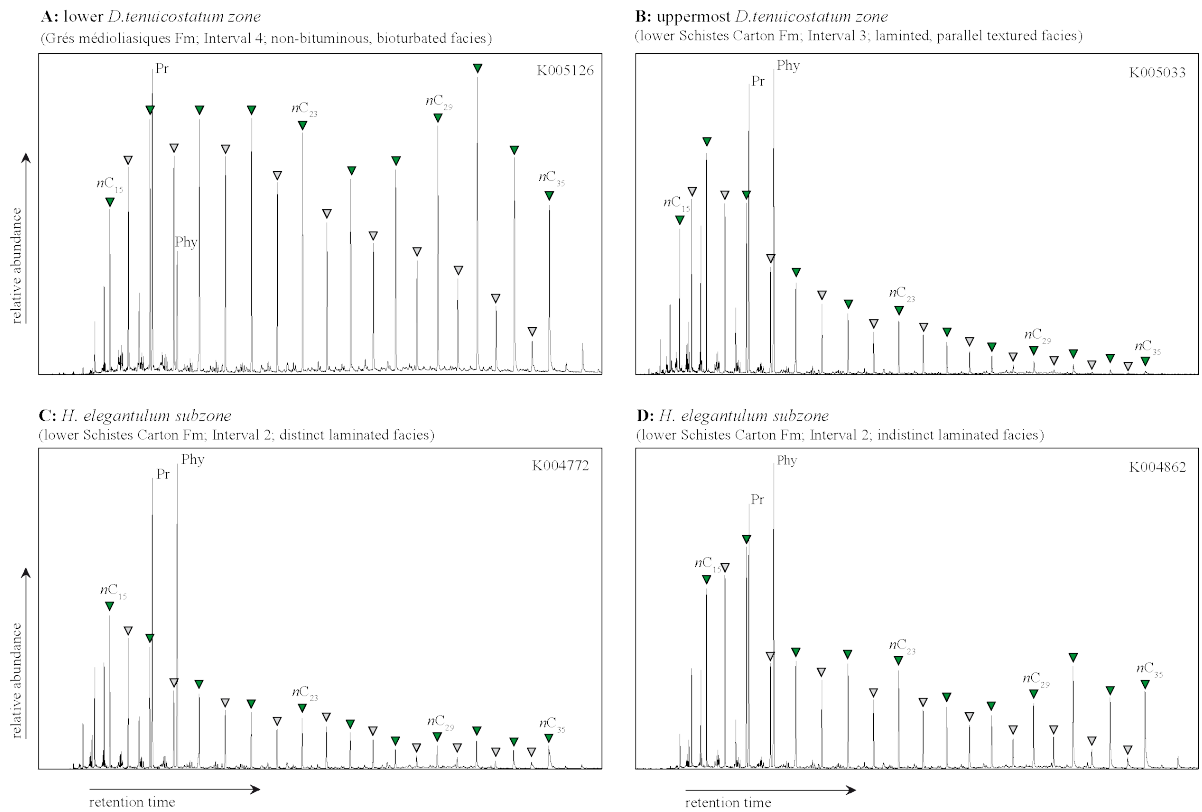 A: lower D.tenuicostatum zone
(Grés médioliasiques Fm; Interval 4; non-bituminous, bioturbated facies)
K005126
Pr
nC23
nC29
nC15
nC35
Phy
relative abundance
B: uppermost D.tenuicostatum zone
(lower Schistes Carton Fm; Interval 3; laminted, parallel textured facies)
Phy
K005033
Pr
nC15
nC23
nC29
nC35
C: H. elegantulum subzone
(lower Schistes Carton Fm; Interval 2; distinct laminated facies)
Phy
K004772
Pr
nC15
nC23
nC29
nC35
relative abundance
retention time
D: H. elegantulum subzone
(lower Schistes Carton Fm; Interval 2; indistinct laminated facies)
Phy
K004862
Pr
nC15
nC23
nC29
nC35
retention time